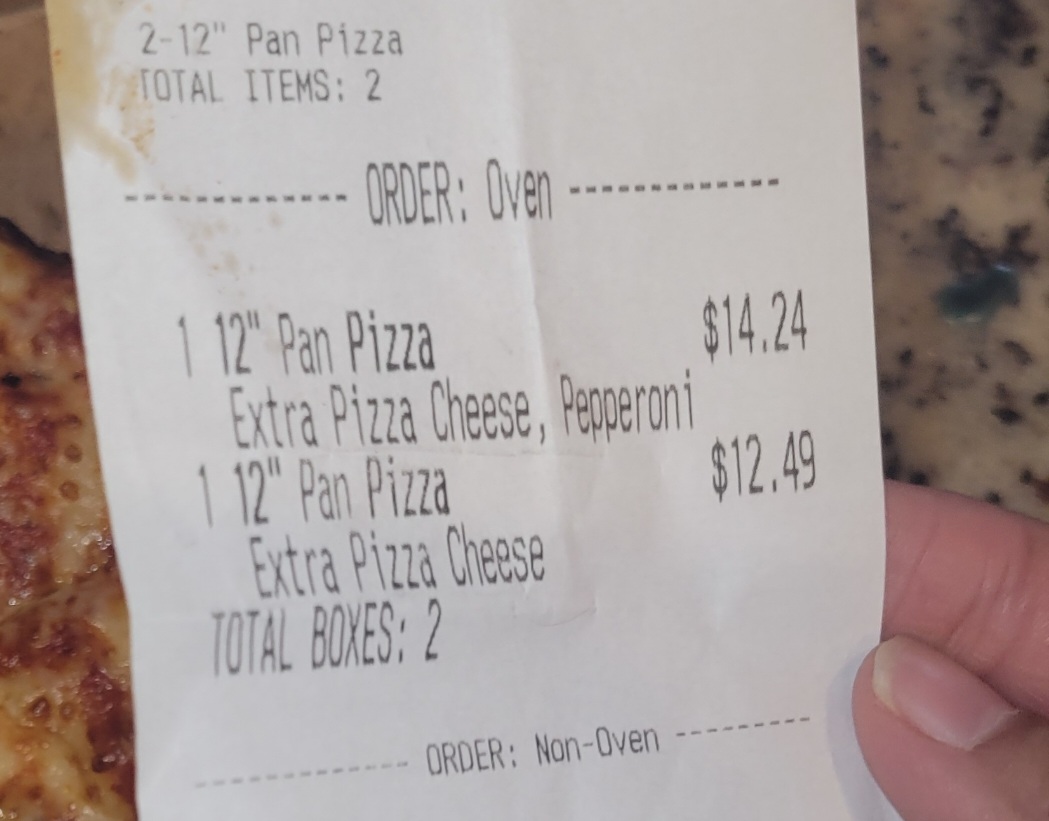 2-12" Pan Pizza
TOTAL ITEMS: 2
------------ ORDER: Oven -------------
1 12" Pan Pizza $14.24
Extra Pizza Cheese, Pepperoni
1 12" Pan Pizza $12.49
Extra Pizza Cheese
TOTAL BOXES: 2
------------- ORDER: Non-Oven ---------